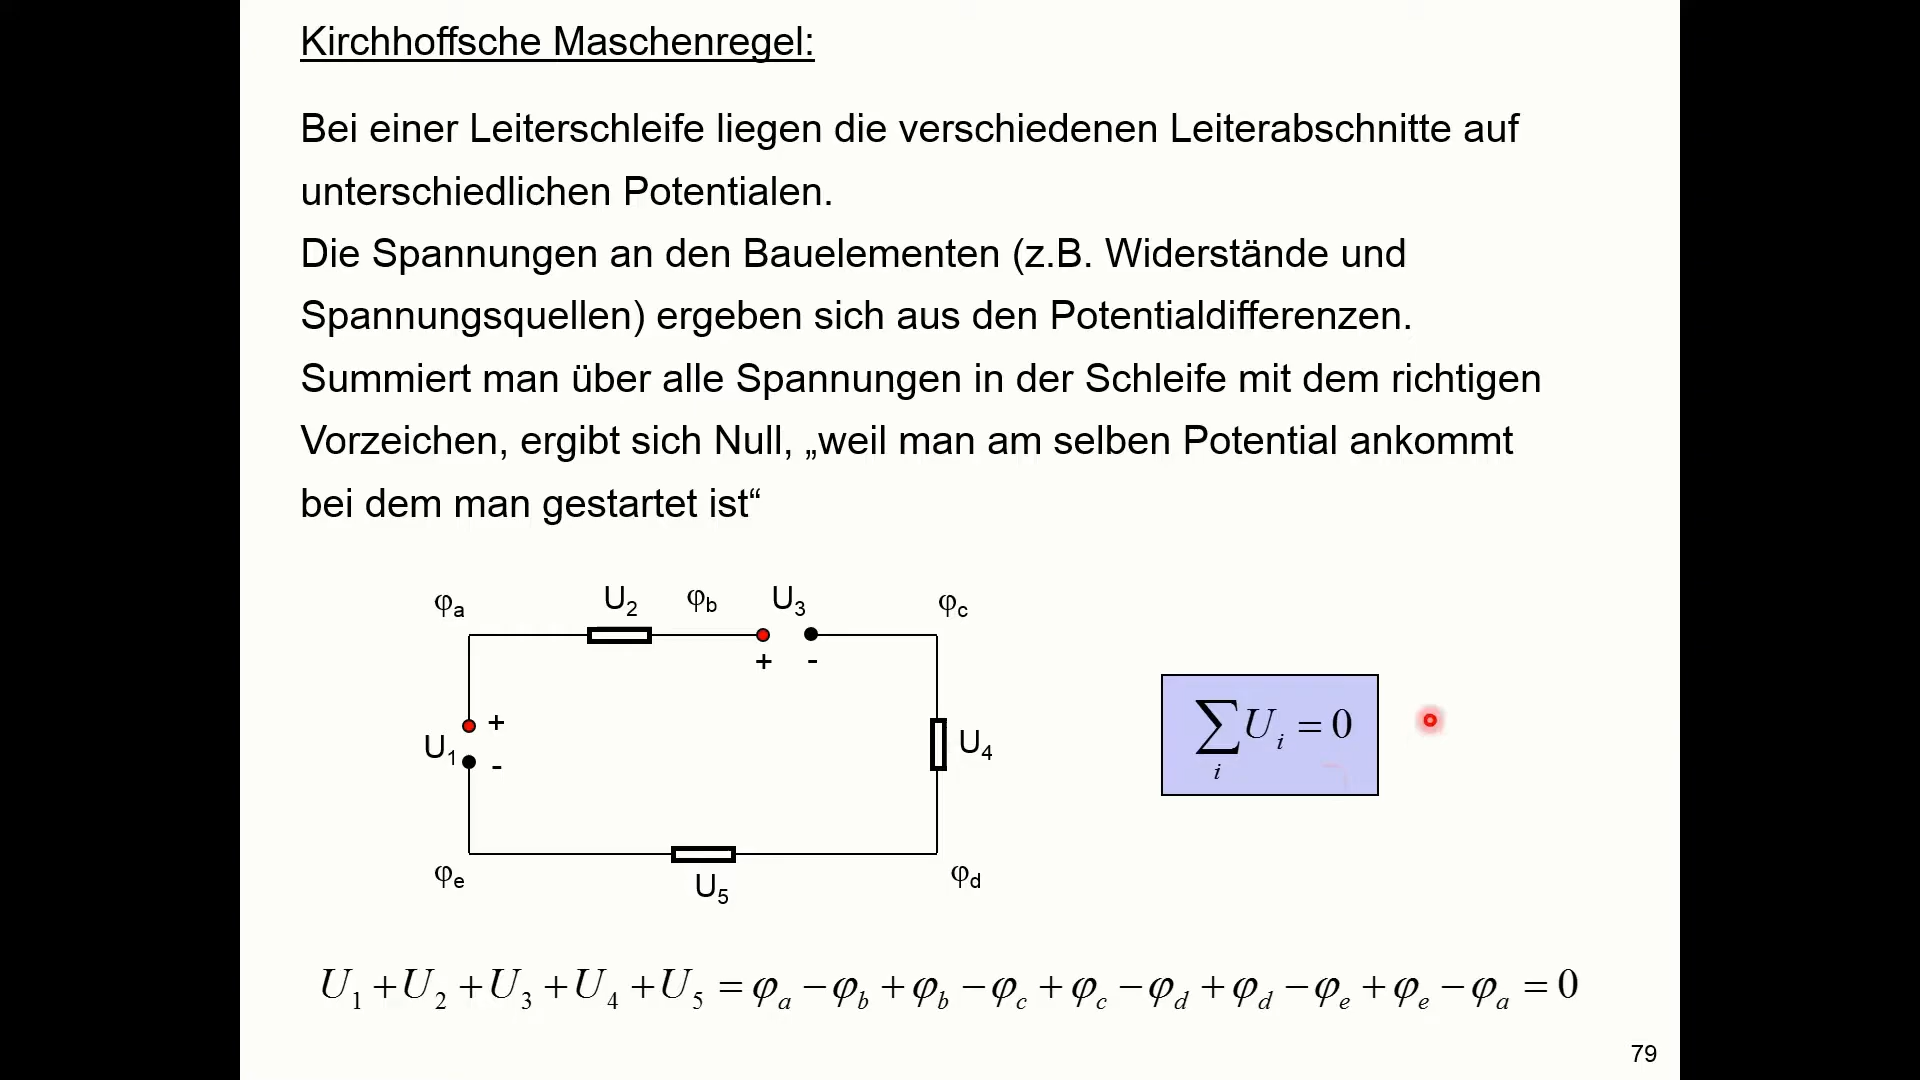 Kirchhoffsche Maschenregel:
Bei einer Leiterschleife liegen die verschiedenen Leiterabschnitte auf
unterschiedlichen Potentialen.
Die Spannungen an den Bauelementen (z.B. Widerstände und
Spannungsquellen) ergeben sich aus den Potentialdifferenzen.
Summiert man über alle Spannungen in der Schleife mit dem richtigen
Vorzeichen, ergibt sich Null, „weil man am selben Potential ankommt
bei dem man gestartet ist“
φa U2 φb U3 φc
+ -
+
U1
-
U4
∑i Ui = 0
φe U5 φd
U1 + U2 + U3 + U4 + U5 = φa − φb + φb − φc + φc − φd + φd − φe + φe − φa = 0
79